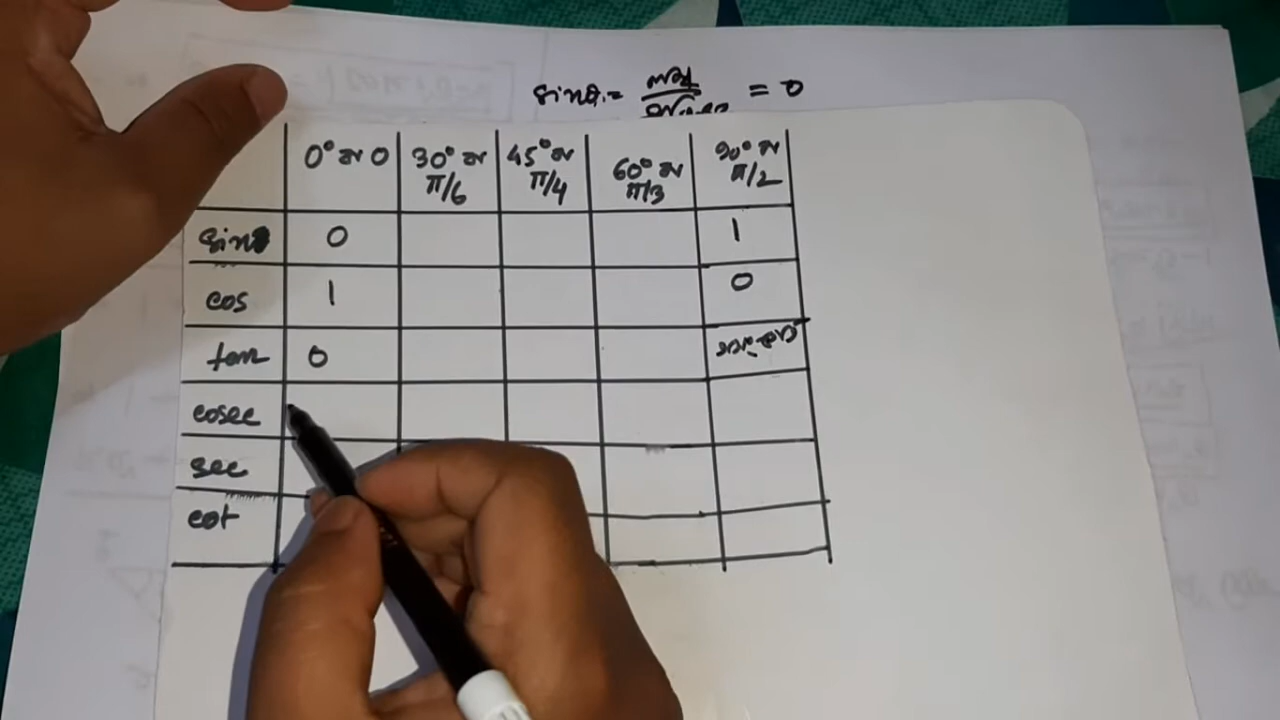 sinθ = লম্ব / অতিভুজ = 0
0° বা 0 30° বা π/6 45° বা π/4 60° বা π/3 90° বা π/2
sin 0 1
cos 1 0
tan 0
cosec
sec
cot